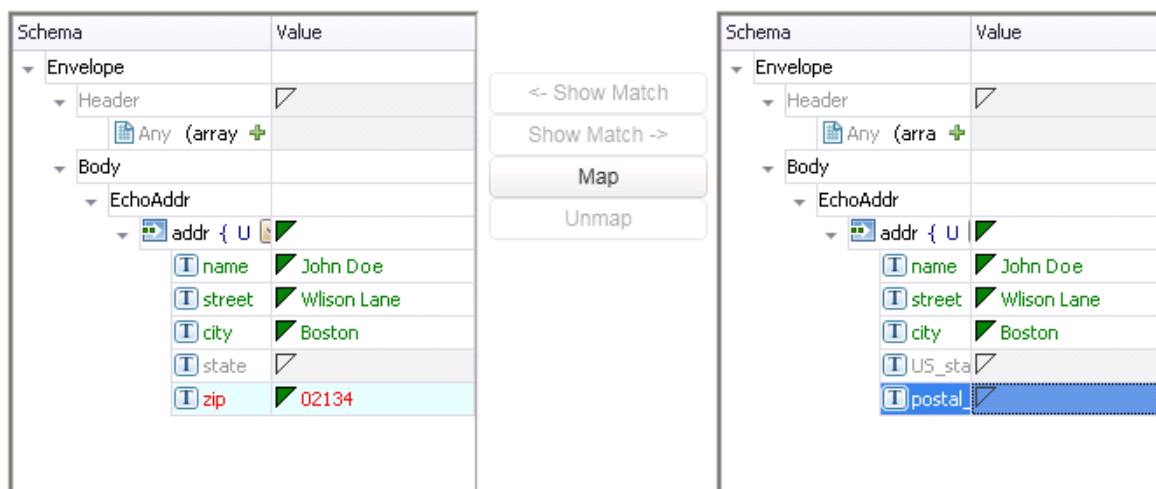 Schema Value
Envelope
Header
Any (array
Body
EchoAddr
addr { U
name John Doe
street Wlison Lane
city Boston
state
zip 02134
<- Show Match
Show Match ->
Map
Unmap
Schema Value
Envelope
Header
Any (arra
Body
EchoAddr
addr { U
name John Doe
street Wlison Lane
city Boston
US_sta
postal_